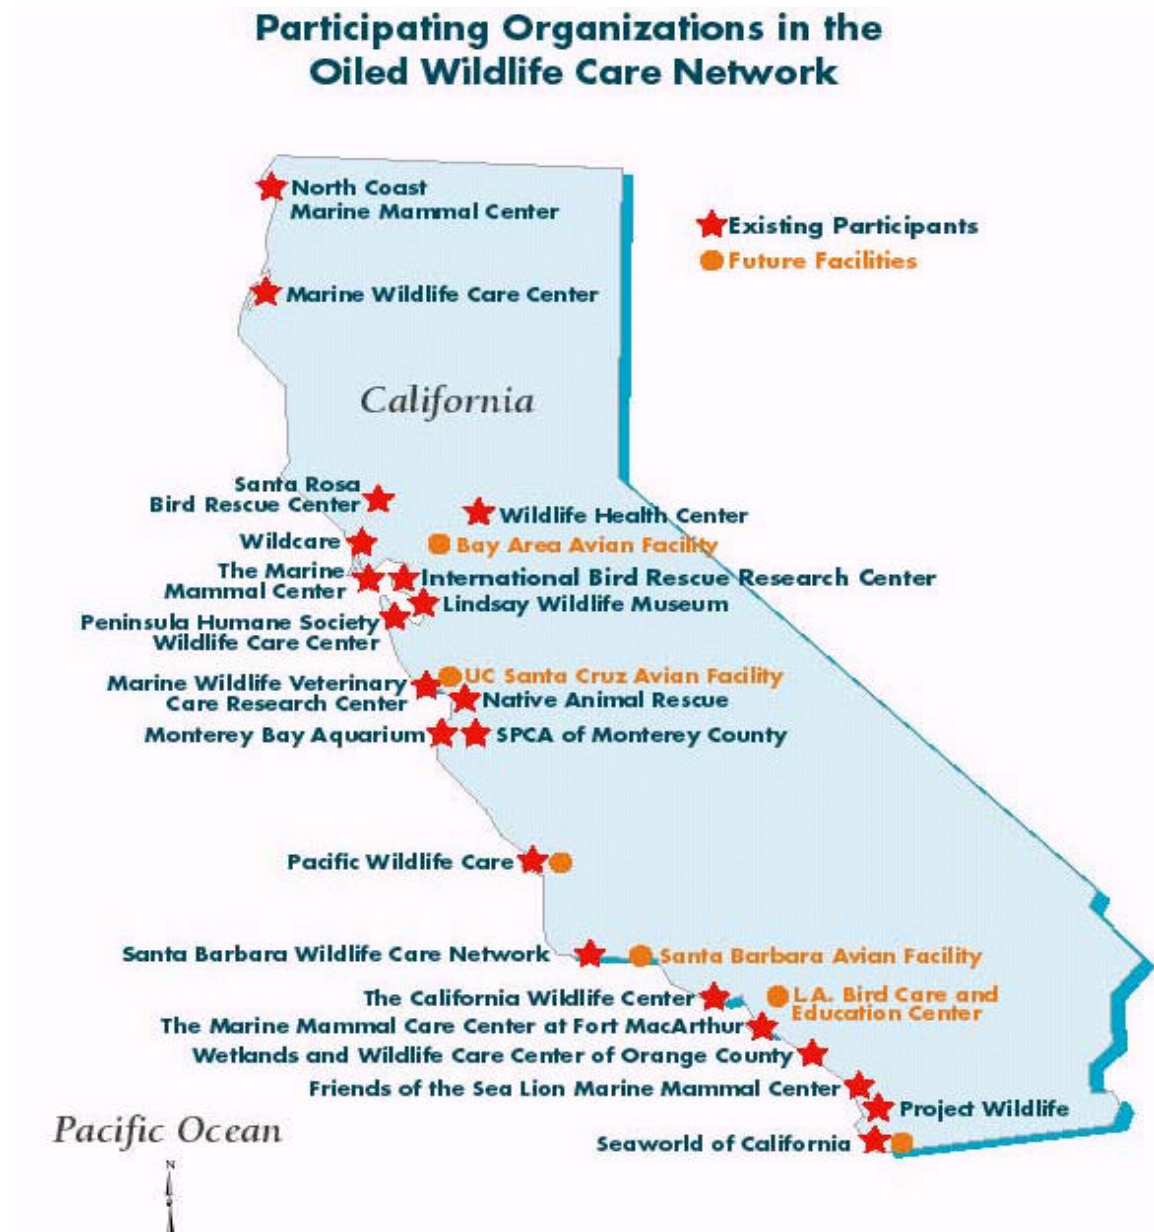 Participating Organizations in the
Oiled Wildlife Care Network
North Coast
Marine Mammal Center
Existing Participants
Future Facilities
Marine Wildlife Care Center
California
Santa Rosa
Bird Rescue Center
Wildlife Health Center
Wildcare
Bay Area Avian Facility
The Marine
Mammal Center
International Bird Rescue Research Center
Lindsay Wildlife Museum
Peninsula Humane Society
Wildlife Care Center
UC Santa Cruz Avian Facility
Marine Wildlife Veterinary
Care Research Center
Native Animal Rescue
Monterey Bay Aquarium
SPCA of Monterey County
Pacific Wildlife Care
Santa Barbara Wildlife Care Network
Santa Barbara Avian Facility
The California Wildlife Center
L.A. Bird Care and
Education Center
The Marine Mammal Care Center at Fort MacArthur
Wetlands and Wildlife Care Center of Orange County
Friends of the Sea Lion Marine Mammal Center
Project Wildlife
Pacific Ocean
Seaworld of California
N